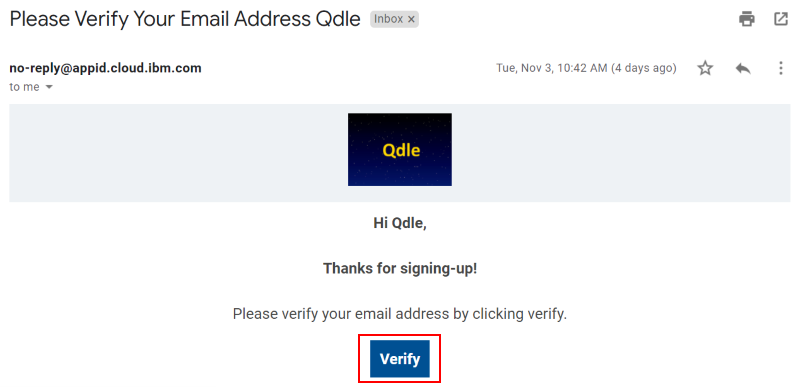 Please Verify Your Email Address Qdle Inbox ×
no-reply@appid.cloud.ibm.com Tue, Nov 3, 10:42 AM (4 days ago)
to me
Qdle
Hi Qdle,
Thanks for signing-up!
Please verify your email address by clicking verify.
Verify